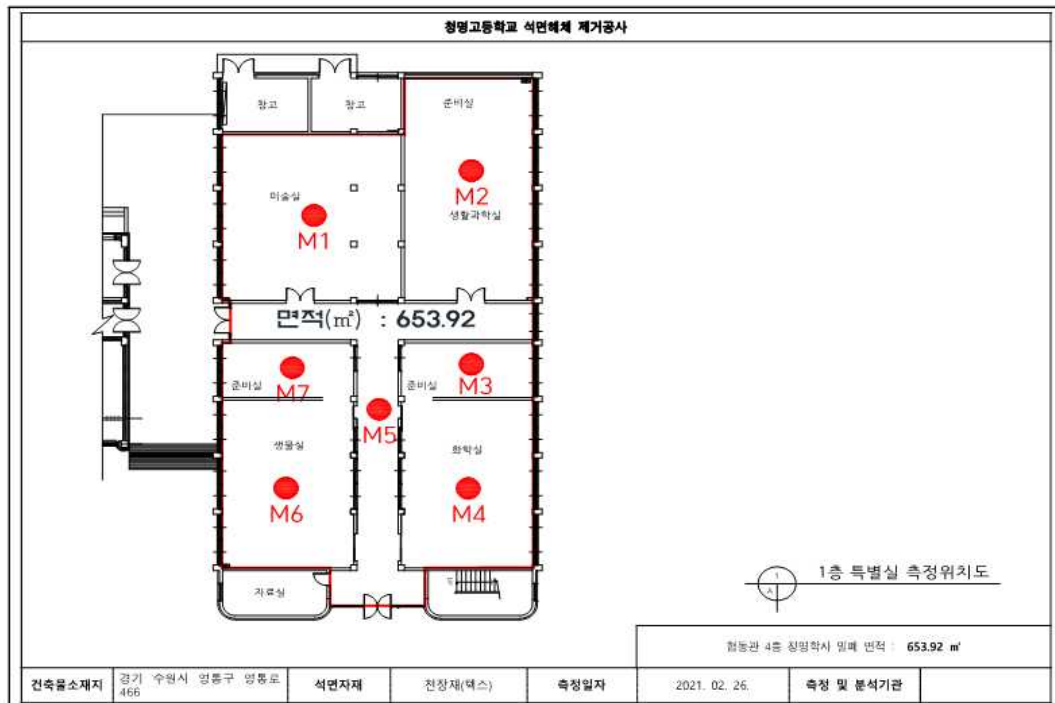 청명고등학교 석면해체 제거공사
창고
창고
준비실
미술실
M1
M2
생활과학실
면적(㎡) : 653.92
준비실
M7
M5
준비실
M3
생물실
M6
화학실
M4
자료실
1
A
1층 특별실 측정위치도
협동관 4층 청명학사 밀폐 면적 : 653.92 ㎡
건축물소재지
경기 수원시 영통구 영통로
466
석면자재
천장재(텍스)
측정일자
2021. 02. 26.
측정 및 분석기관